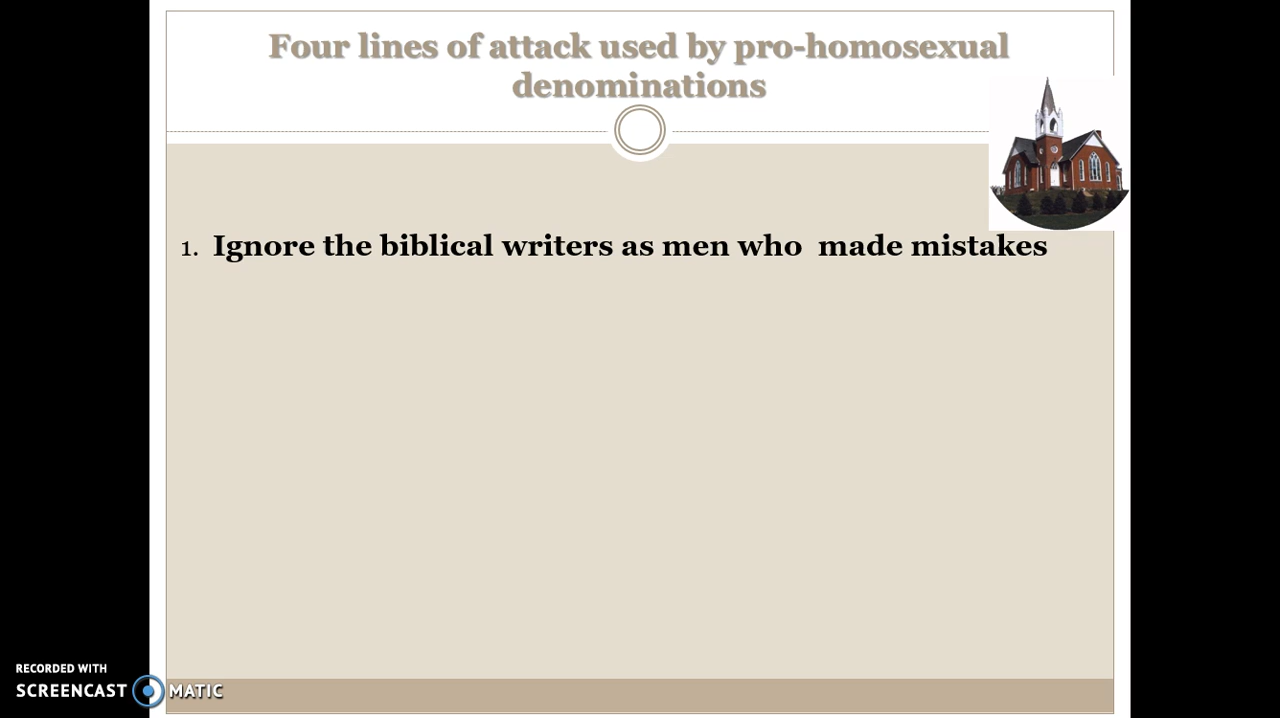 Four lines of attack used by pro-homosexual
denominations
1. Ignore the biblical writers as men who  made mistakes
RECORDED WITH
SCREENCAST MATIC